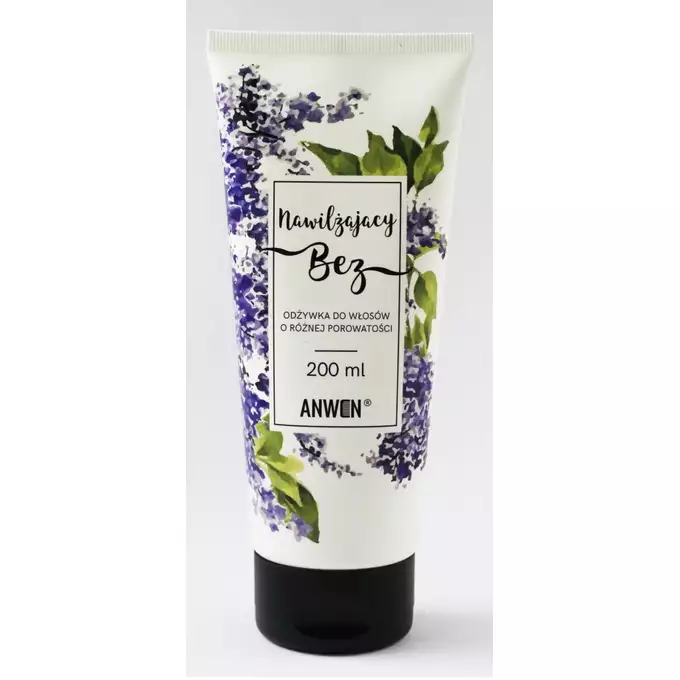 Nawilżający
Bez
ODŻYWKA DO WŁOSÓW
O RÓŻNEJ POROWATOŚCI
200 ml
ANWEN®